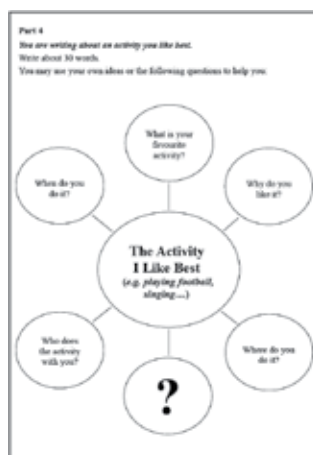 Part 4
You are writing about an activity you like best.
Write about 30 words.
You may use your own ideas or the following questions to help you.
What is your
favourite
activity?
When do you
do it?
Why do you
like it?
The Activity
I Like Best
(e.g. playing football,
singing....)
Who does
the activity
with you?
Where do you
do it?
?